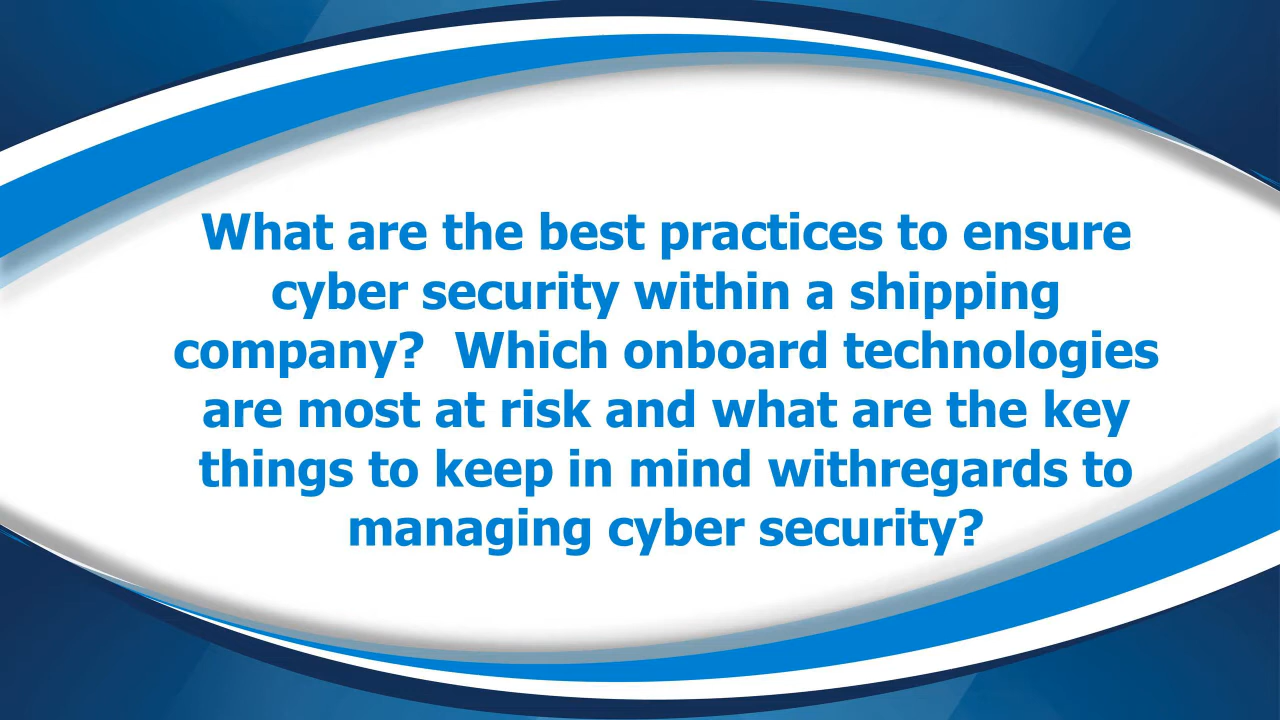 What are the best practices to ensure
cyber security within a shipping
company?  Which onboard technologies
are most at risk and what are the key
things to keep in mind withregards to
managing cyber security?